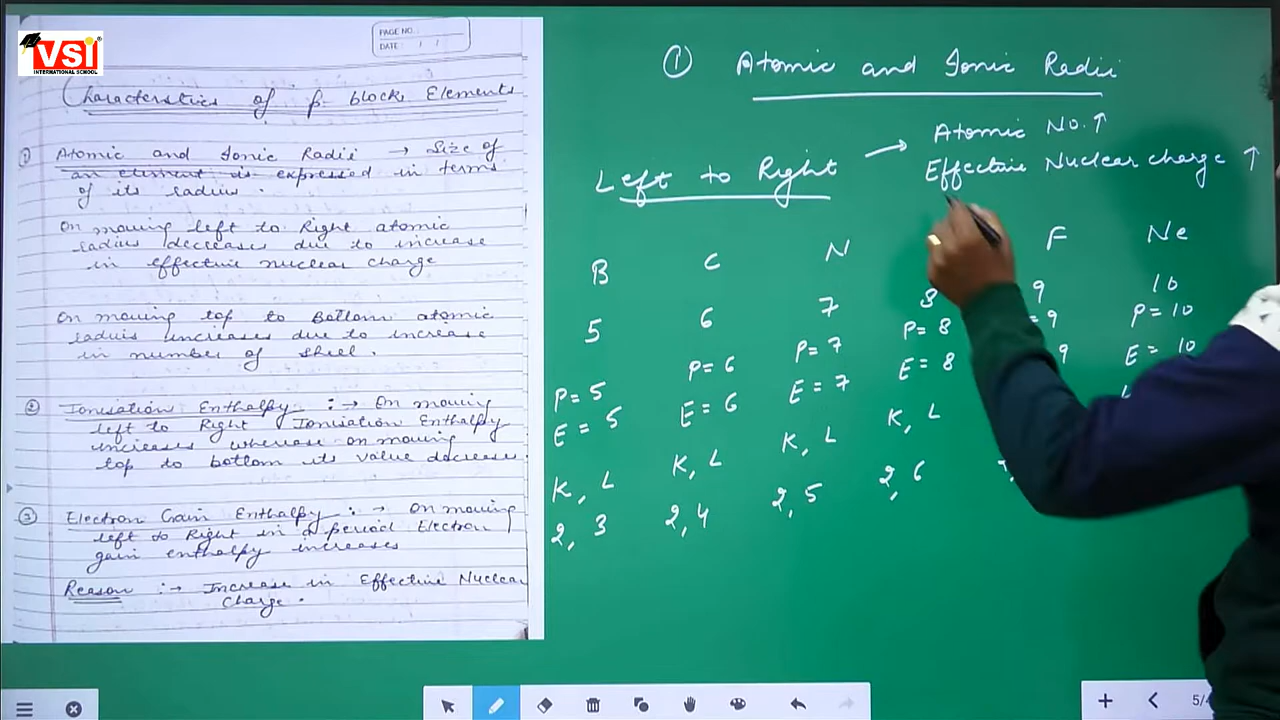 VSI
INTERNATIONAL SCHOOL
PAGE NO.:
DATE: / /
Characterstics of p-block Elements
① Atomic and Ionic Radii → Size of
an element is expressed in terms
of its radius.
On moving left to Right atomic
radius decreases due to increase
in effective nuclear charge
On moving top to Bottom atomic
raduis increases due to increase
in number of shell.
② Ionisation Enthalpy :→ On moving
left to Right Ionisation Enthalpy
increases whereas on moving
top to bottom its value decreases.
③ Electron Gain Enthalpy :→ On moving
left to Right in a period Electron
gain enthalpy increases
Reason :→ Increase in Effective Nuclear
Charge.
① Atomic and Ionic Radii
Left to Right → Atomic No. ↑
Effective Nuclear charge ↑
B C N F Ne
5 6 7 8 9 10
P= 5 P= 6 P= 7 P= 8 = 9 P= 10
E = 5 E= 6 E= 7 E= 8 9 E= 10
K, L K, L K, L K, L
2, 3 2, 4 2, 5 2, 6
5/